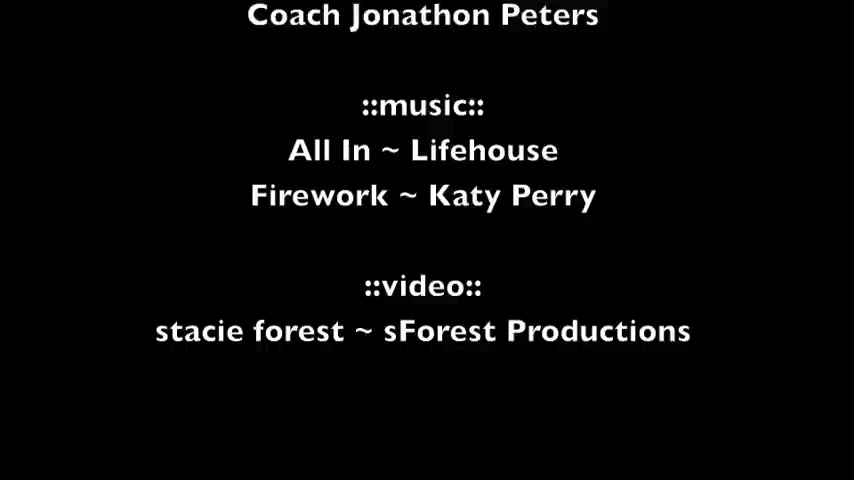 Coach Jonathon Peters
::music::
All In ~ Lifehouse
Firework ~ Katy Perry
::video::
stacie forest ~ sForest Productions